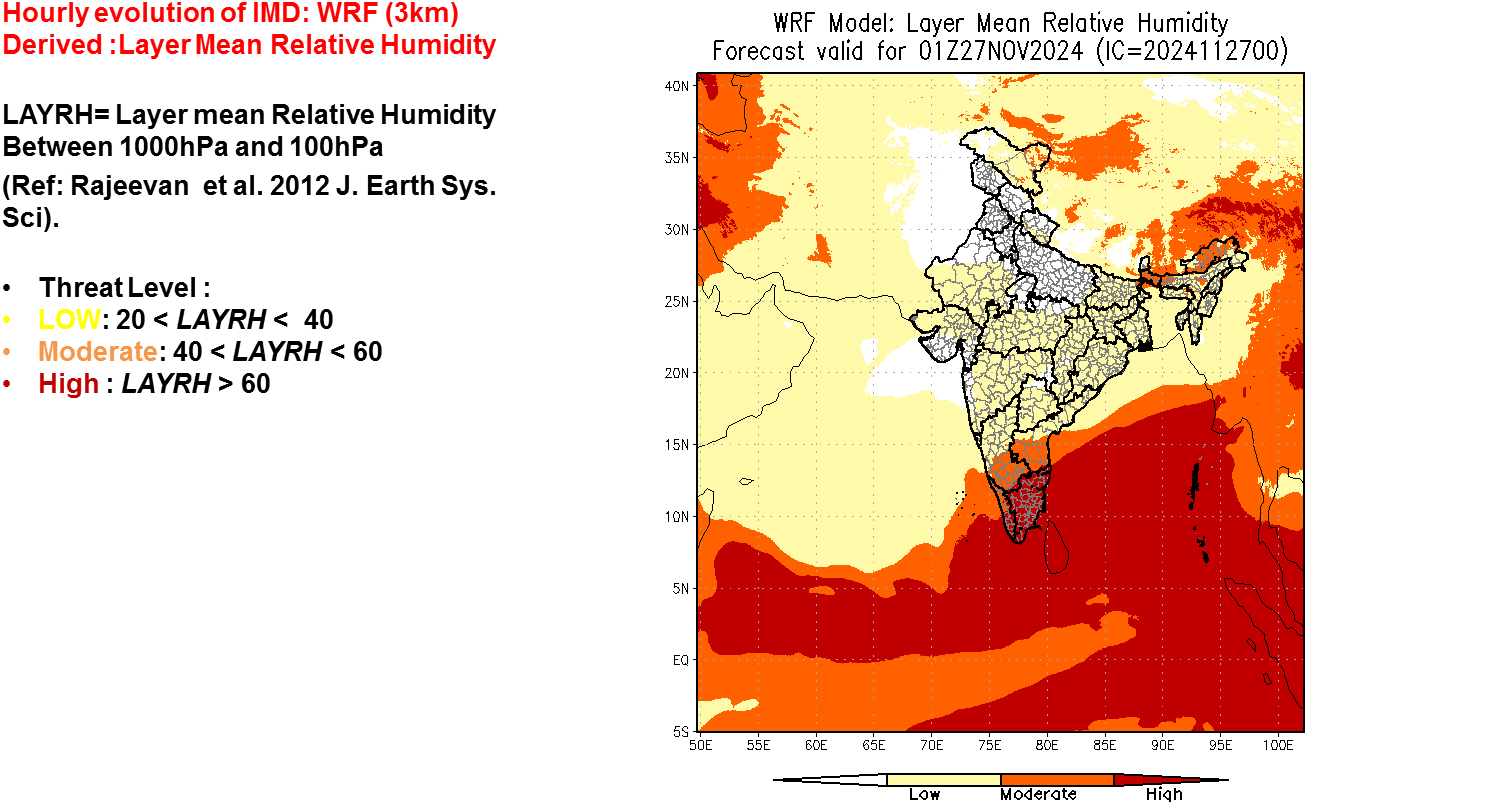 Hourly evolution of IMD: WRF (3km)
Derived :Layer Mean Relative Humidity
LAYRH= Layer mean Relative Humidity
Between 1000hPa and 100hPa
(Ref: Rajeevan et al. 2012 J. Earth Sys.
Sci).
• Threat Level :
• LOW: 20 < LAYRH < 40
• Moderate: 40 < LAYRH < 60
• High : LAYRH > 60
WRF Model: Layer Mean Relative Humidity
Forecast valid for 01Z27NOV2024 (IC=2024112700)
40N
35N
30N
25N
20N
15N
10N
5N
EQ
5S
50E 55E 60E 65E 70E 75E 80E 85E 90E 95E 100E
Low Moderate High